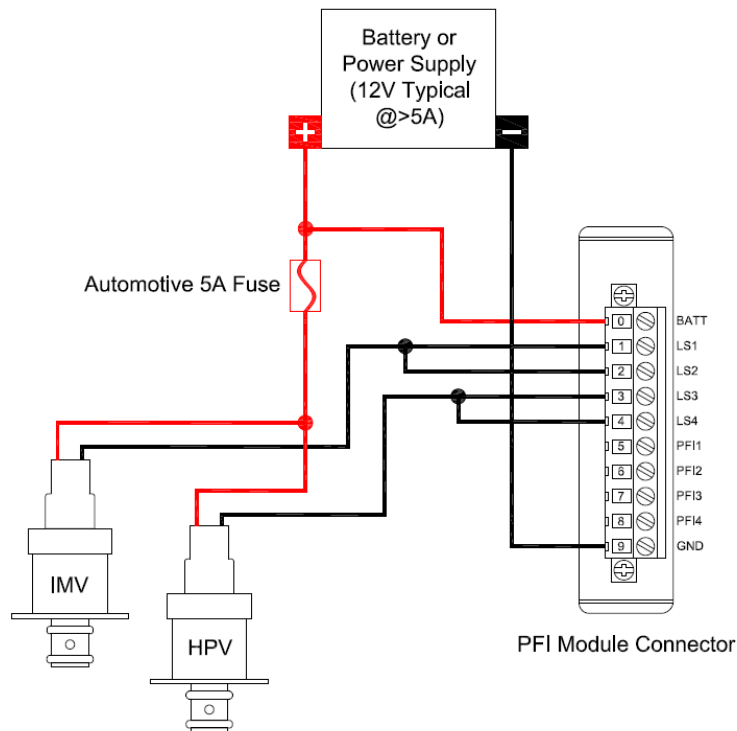 Battery or
Power Supply
(12V Typical
@>5A)
+
-
Automotive 5A Fuse
0 BATT
1 LS1
2 LS2
3 LS3
4 LS4
5 PFI1
6 PFI2
7 PFI3
8 PFI4
9 GND
IMV
HPV
PFI Module Connector